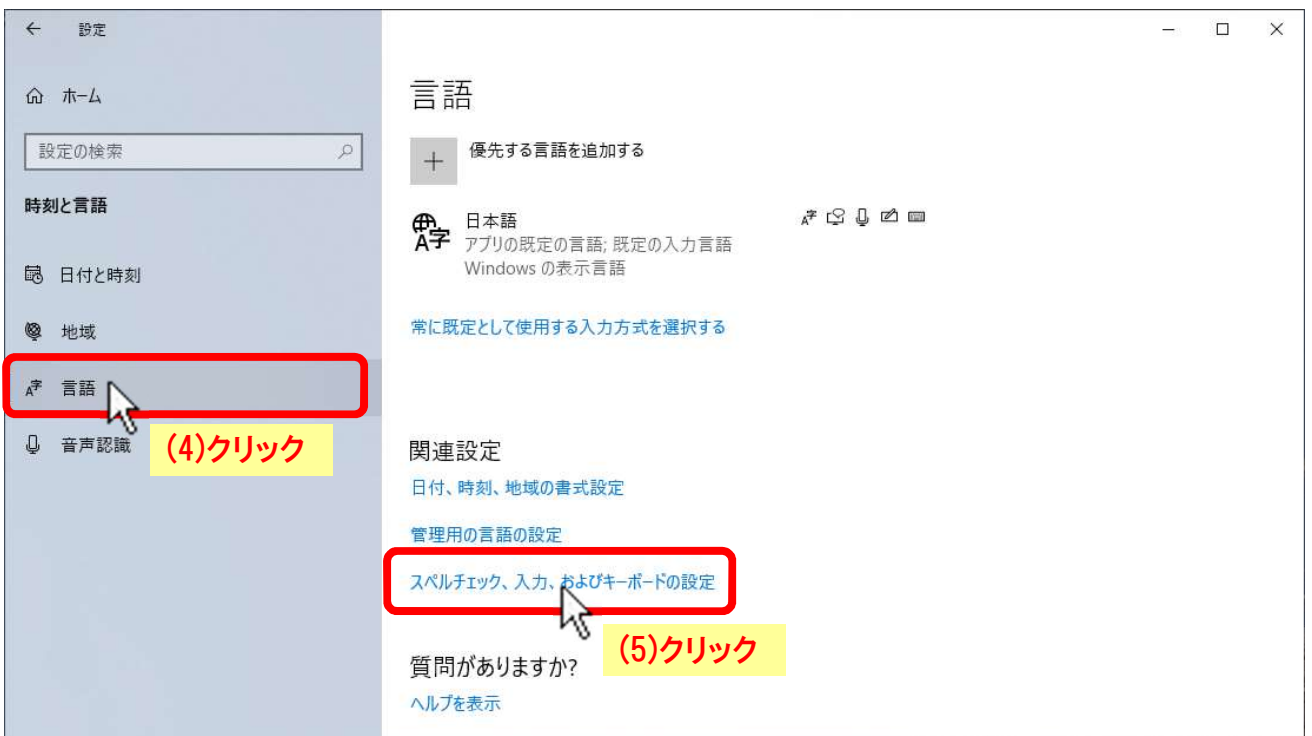 設定
ホーム
設定の検索
時刻と言語
日付と時刻
地域
言語
音声認識
(4)クリック
言語
優先する言語を追加する
日本語
アプリの既定の言語; 既定の入力言語
Windows の表示言語
常に既定として使用する入力方式を選択する
関連設定
日付、時刻、地域の書式設定
管理用の言語の設定
スペルチェック、入力、およびキーボードの設定
(5)クリック
質問がありますか?
ヘルプを表示